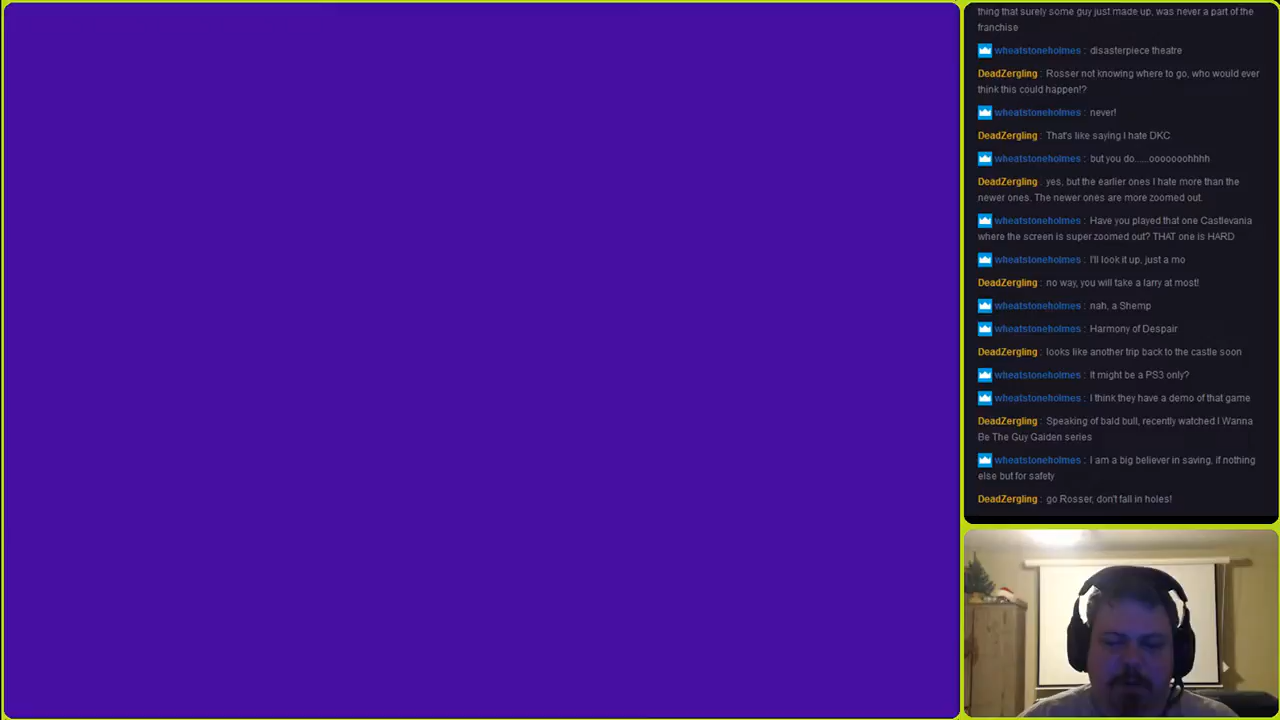 thing that surely some guy just made up, was never a part of the
franchise
wheatstoneholmes : disasterpiece theatre
DeadZergling : Rosser not knowing where to go, who would ever
think this could happen!?
wheatstoneholmes : never!
DeadZergling : That's like saying I hate DKC
wheatstoneholmes : but you do.....ooooooohhhh
DeadZergling : yes, but the earlier ones I hate more than the
newer ones. The newer ones are more zoomed out.
wheatstoneholmes : Have you played that one Castlevania
where the screen is super zoomed out? THAT one is HARD
wheatstoneholmes : I'll look it up, just a mo
DeadZergling : no way, you will take a larry at most!
wheatstoneholmes : nah, a Shemp
wheatstoneholmes : Harmony of Despair
DeadZergling : looks like another trip back to the castle soon
wheatstoneholmes : It might be a PS3 only?
wheatstoneholmes : I think they have a demo of that game
DeadZergling : Speaking of bald bull, recently watched I Wanna
Be The Guy Gaiden series
wheatstoneholmes : I am a big believer in saving, if nothing
else but for safety
DeadZergling : go Rosser, don't fall in holes!